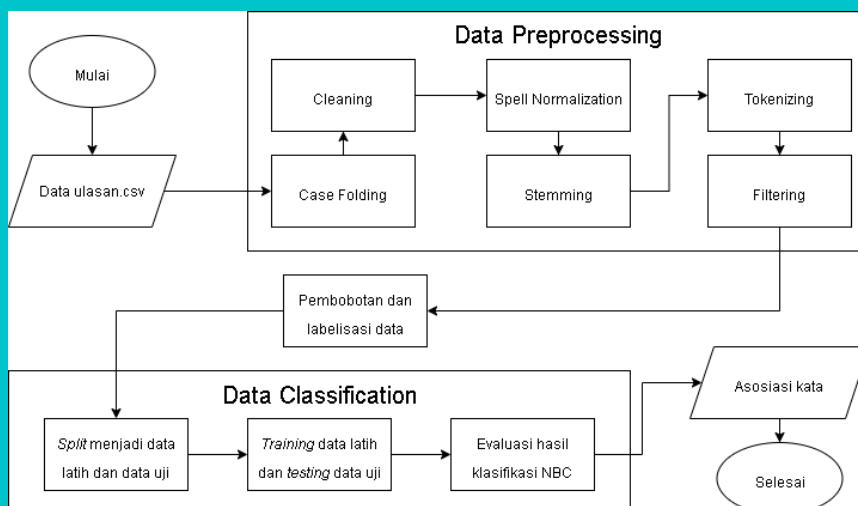 Data Preprocessing
Mulai
Data ulasan.csv
Case Folding
Cleaning
Spell Normalization
Stemming
Tokenizing
Filtering
Pembobotan dan
labelisasi data
Data Classification
Split menjadi data
latih dan data uji
Training data latih
dan testing data uji
Evaluasi hasil
klasifikasi NBC
Asosiasi kata
Selesai